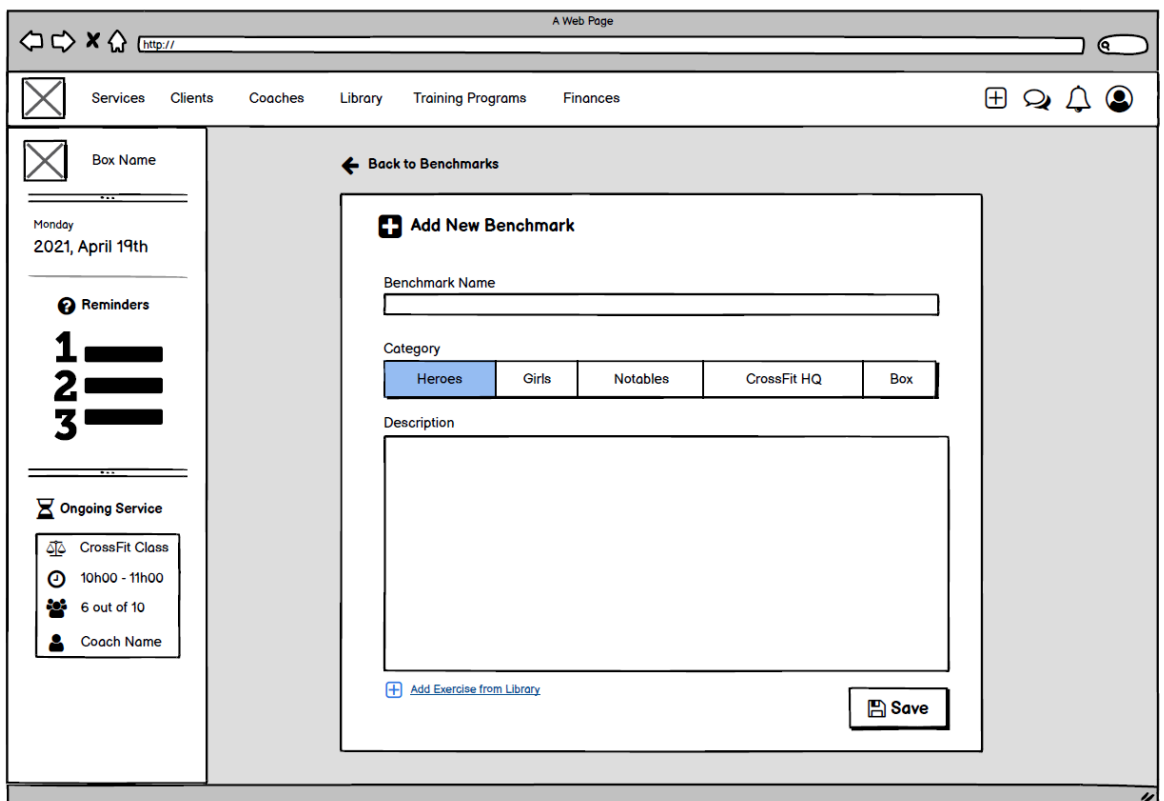 A Web Page
http://
Services Clients Coaches Library Training Programs Finances
Box Name
Monday
2021, April 19th
Reminders
1
2
3
Ongoing Service
CrossFit Class
10h00 - 11h00
6 out of 10
Coach Name
Back to Benchmarks
Add New Benchmark
Benchmark Name
Category
Heroes Girls Notables CrossFit HQ Box
Description
Add Exercise from Library
Save